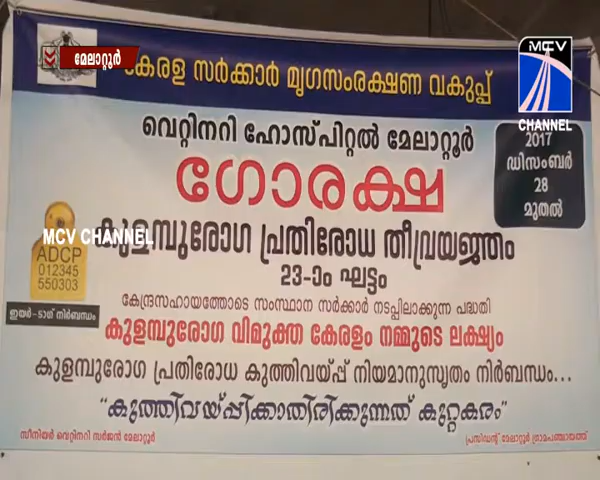 മേലാറ്റൂർ
കേരള സർക്കാർ മൃഗസംരക്ഷണ വകുപ്പ്
MCV
CHANNEL
വെറ്റിനറി ഹോസ്പിറ്റൽ മേലാറ്റൂർ
2017
ഡിസംബർ
28
മുതൽ
ഗോരക്ഷ
MCV CHANNEL
കുളമ്പുരോഗ പ്രതിരോധ തീവ്രയജ്ഞം
ADCP
012345
550303
23-ാം ഘട്ടം
ഇയർ-ടാഗ് നിർബന്ധം
കേന്ദ്രസഹായത്തോടെ സംസ്ഥാന സർക്കാർ നടപ്പിലാക്കുന്ന പദ്ധതി
കുളമ്പുരോഗ വിമുക്ത കേരളം നമ്മുടെ ലക്ഷ്യം
കുളമ്പുരോഗ പ്രതിരോധ കുത്തിവയ്പ്പ് നിയമാനുസൃതം നിർബന്ധം...
“കുത്തിവയ്പ്പിക്കാതിരിക്കുന്നത് കുറ്റകരം”
സീനിയർ വെറ്റിനറി സർജൻ മേലാറ്റൂർ
പ്രസിഡന്റ് മേലാറ്റൂർ ഗ്രാമപഞ്ചായത്ത്